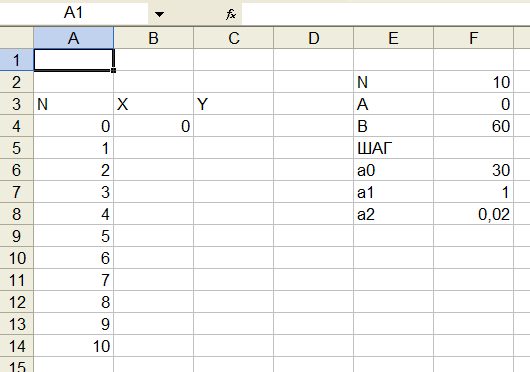 A1 fx
A B C D E F
1
2 N 10
3 N X Y A 0
4 0 0 B 60
5 1 ШАГ
6 2 a0 30
7 3 a1 1
8 4 a2 0,02
9 5
10 6
11 7
12 8
13 9
14 10
15